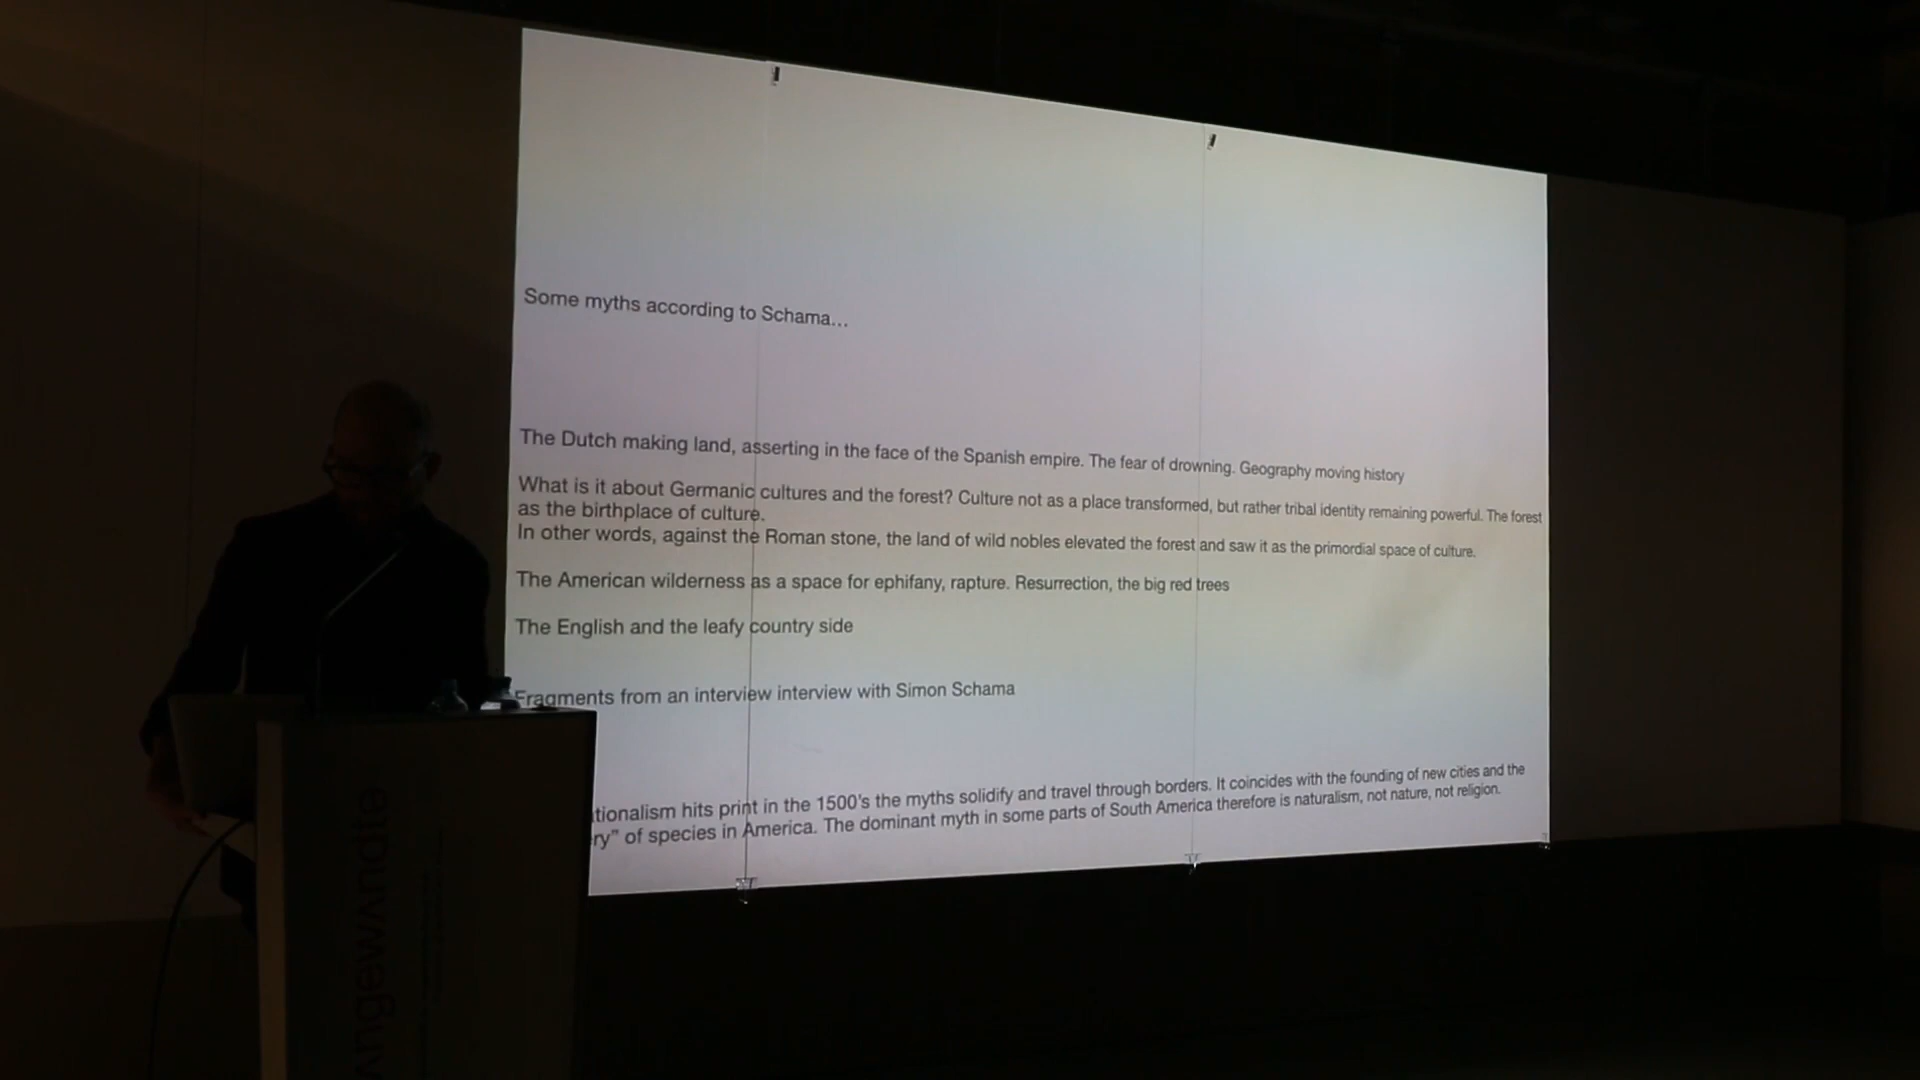 Some myths according to Schama...
The Dutch making land, asserting in the face of the Spanish empire. The fear of drowning. Geography moving history
What is it about Germanic cultures and the forest? Culture not as a place transformed, but rather tribal identity remaining powerful. The forest
as the birthplace of culture.
In other words, against the Roman stone, the land of wild nobles elevated the forest and saw it as the primordial space of culture.
The American wilderness as a space for ephifany, rapture. Resurrection, the big red trees
The English and the leafy country side
Fragments from an interview interview with Simon Schama
tionalism hits print in the 1500's the myths solidify and travel through borders. It coincides with the founding of new cities and the
ry" of species in America. The dominant myth in some parts of South America therefore is naturalism, not nature, not religion.
angewandte